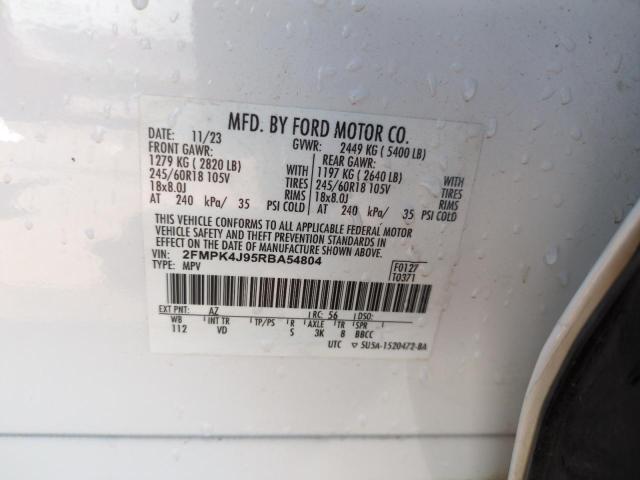 MFD. BY FORD MOTOR CO.
DATE: 11/23 GVWR: 2449 KG ( 5400 LB)
FRONT GAWR: REAR GAWR:
1279 KG ( 2820 LB) WITH 1197 KG ( 2640 LB) WITH
245/60R18 105V TIRES 245/60R18 105V TIRES
18x8.0J RIMS 18x8.0J RIMS
AT 240 kPa/ 35 PSI COLD AT 240 kPa/ 35 PSI COLD
THIS VEHICLE CONFORMS TO ALL APPLICABLE FEDERAL MOTOR
VEHICLE SAFETY AND THEFT PREVENTION STANDARDS IN
EFFECT ON THE DATE OF MANUFACTURE SHOWN ABOVE.
VIN: 2FMPK4J95RBA54804 F0127
TYPE: MPV T0371
EXT PNT: AZ RC: 56 DSO:
WB INT TR TP/PS R AXLE TR SPR
112 VD S 3K 8 BBCC
UTC ▽ 5U5A-1520472-BA